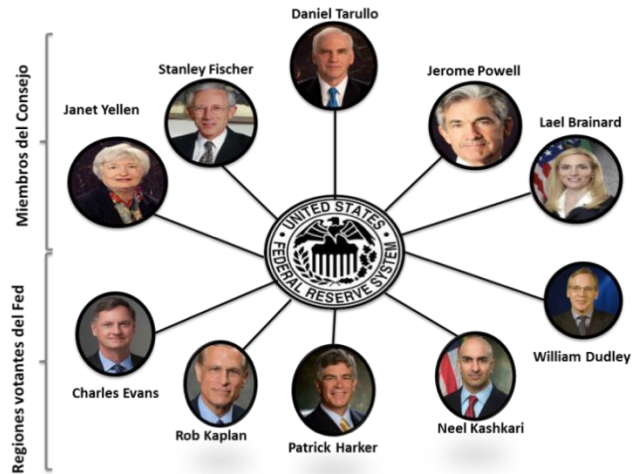 Daniel Tarullo
Stanley Fischer
Jerome Powell
Janet Yellen
Lael Brainard
Miembros del Consejo
UNITED STATES
FEDERAL RESERVE SYSTEM
Regiones votantes del Fed
William Dudley
Charles Evans
Neel Kashkari
Rob Kaplan
Patrick Harker